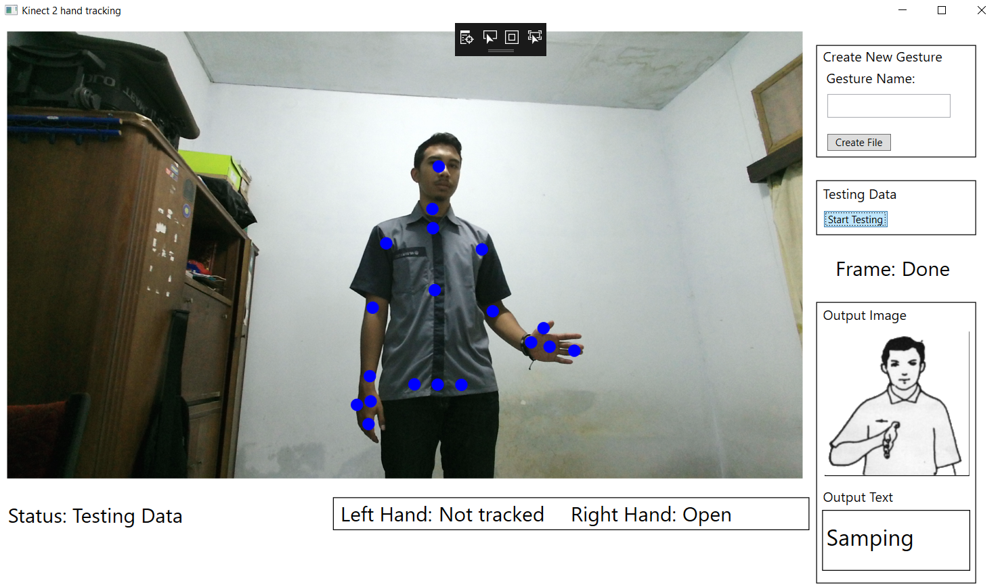 Kinect 2 hand tracking
Create New Gesture
Gesture Name:
Create File
Testing Data
Start Testing
Frame: Done
Output Image
Output Text
Samping
Status: Testing Data
Left Hand: Not tracked
Right Hand: Open